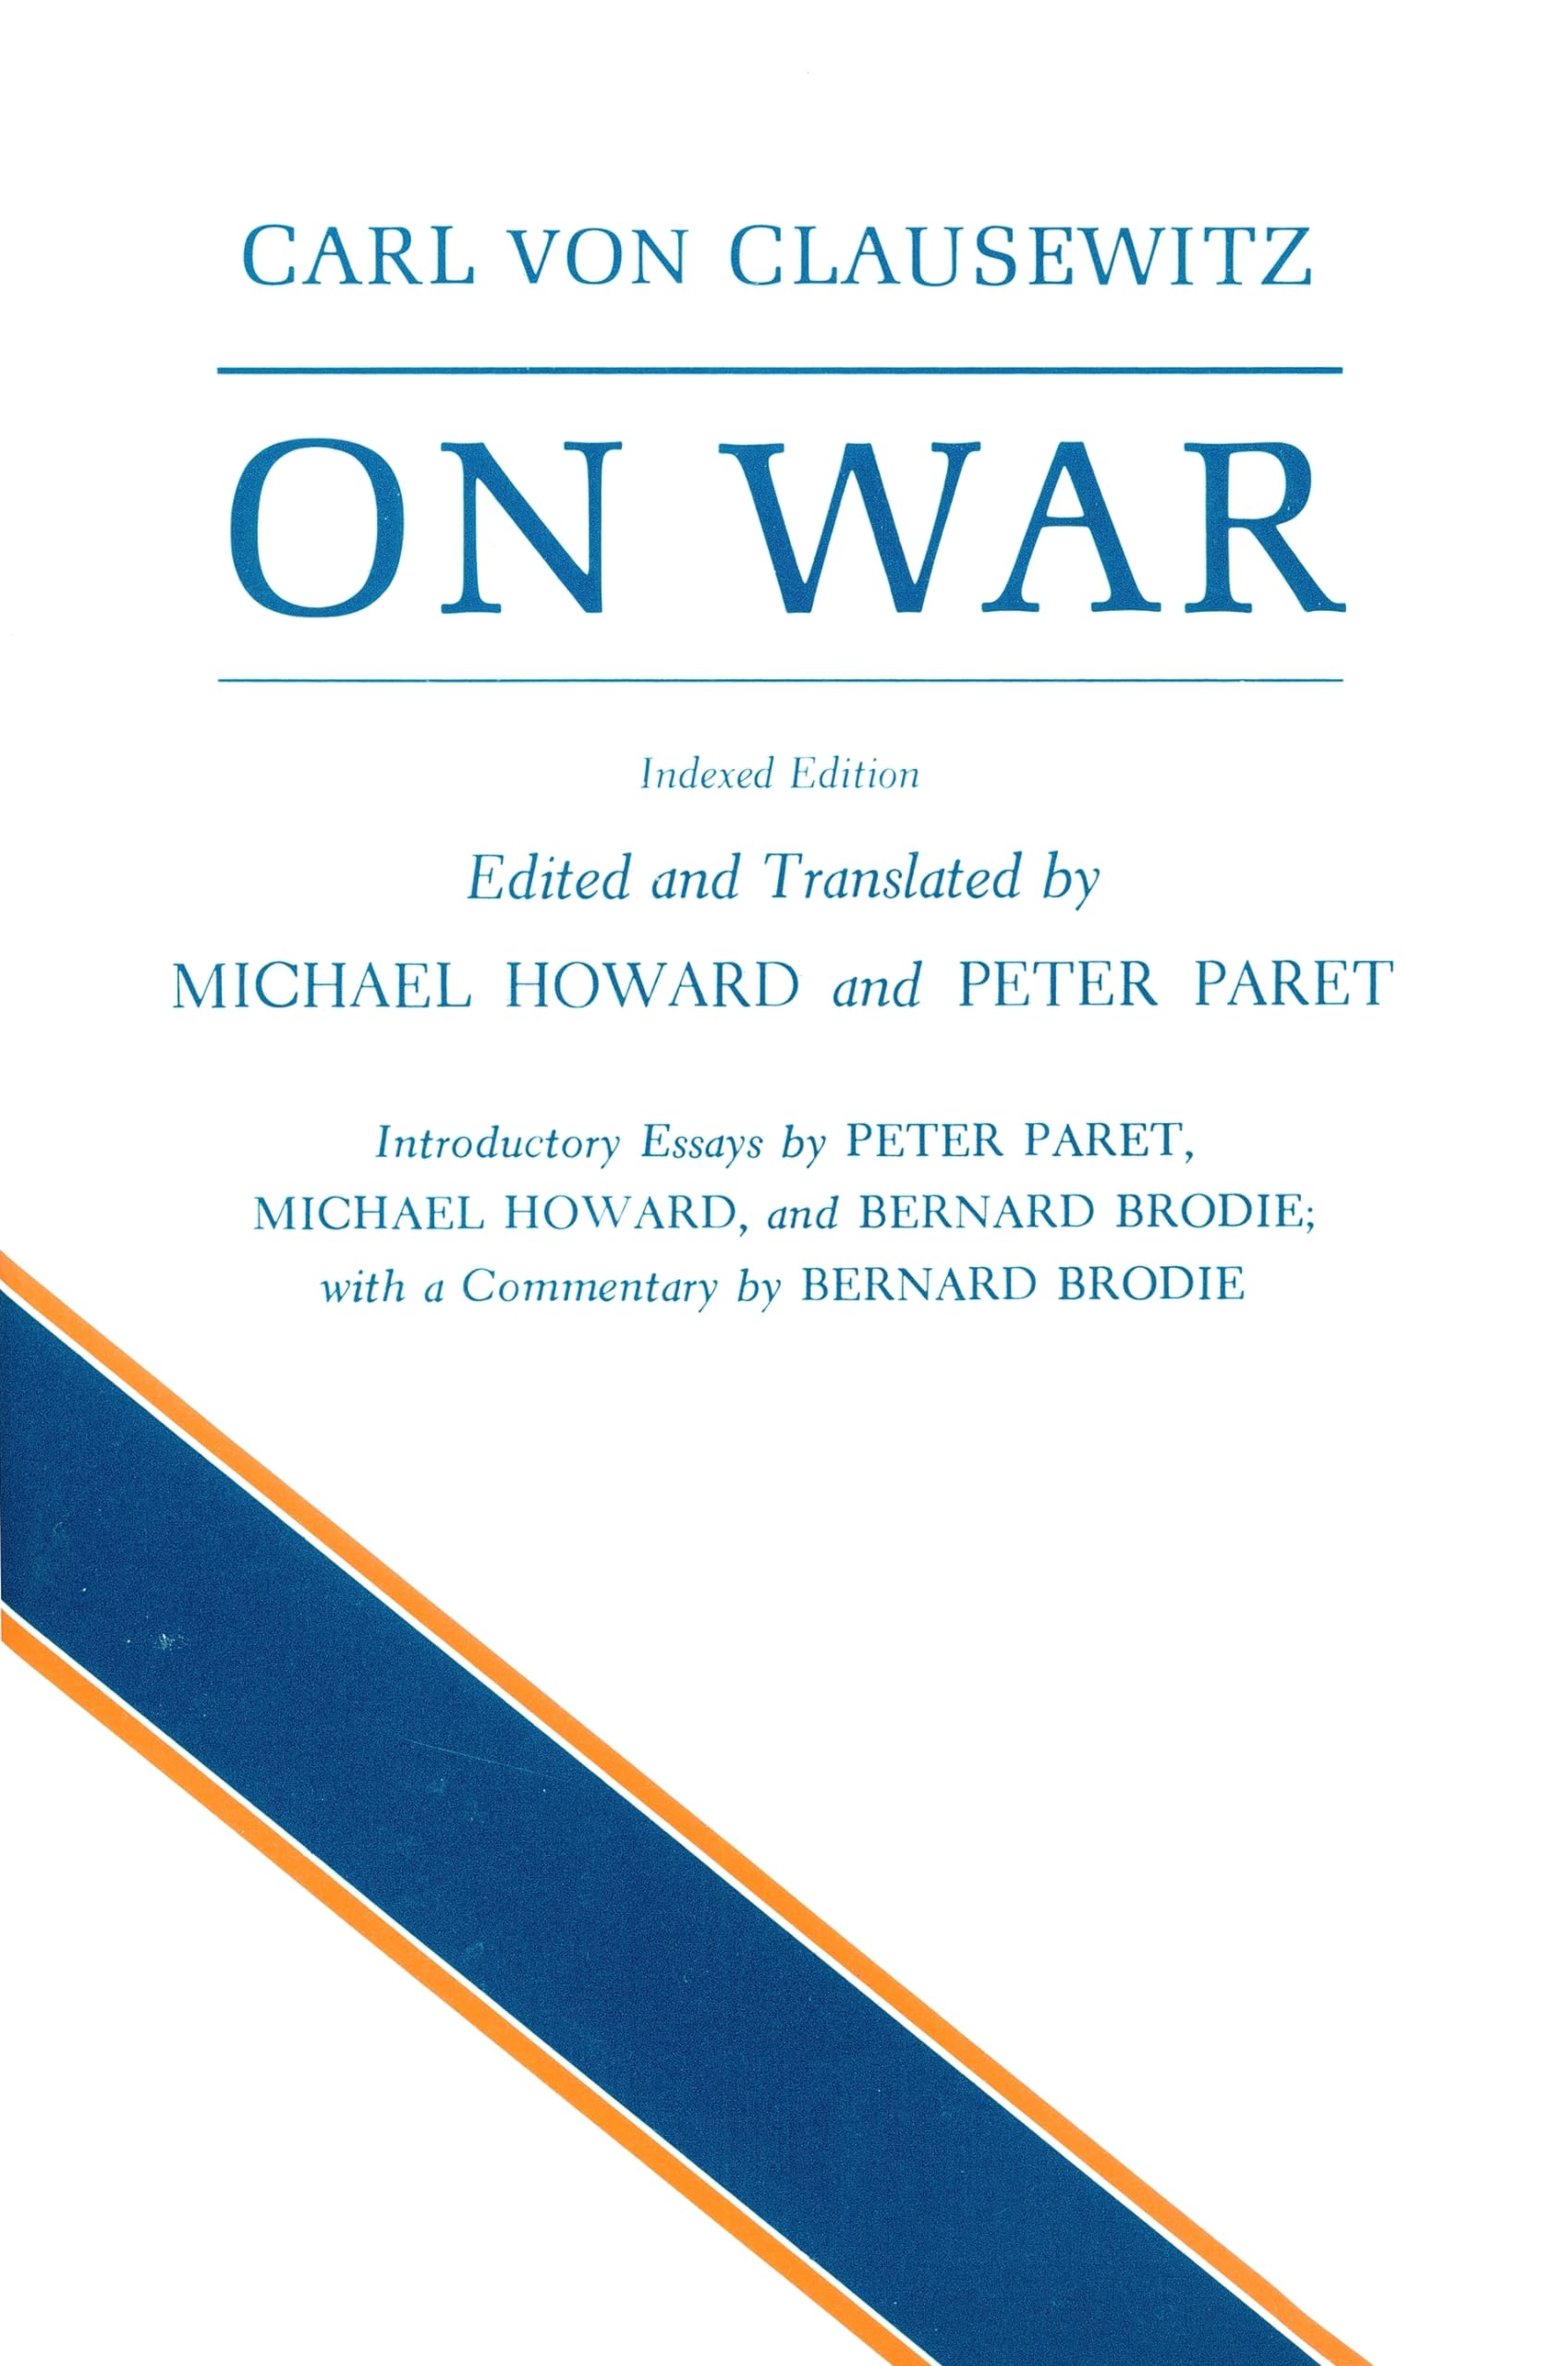 CARL VON CLAUSEWITZ
ON WAR
Indexed Edition
Edited and Translated by
MICHAEL HOWARD and PETER PARET
Introductory Essays by PETER PARET,
MICHAEL HOWARD, and BERNARD BRODIE;
with a Commentary by BERNARD BRODIE